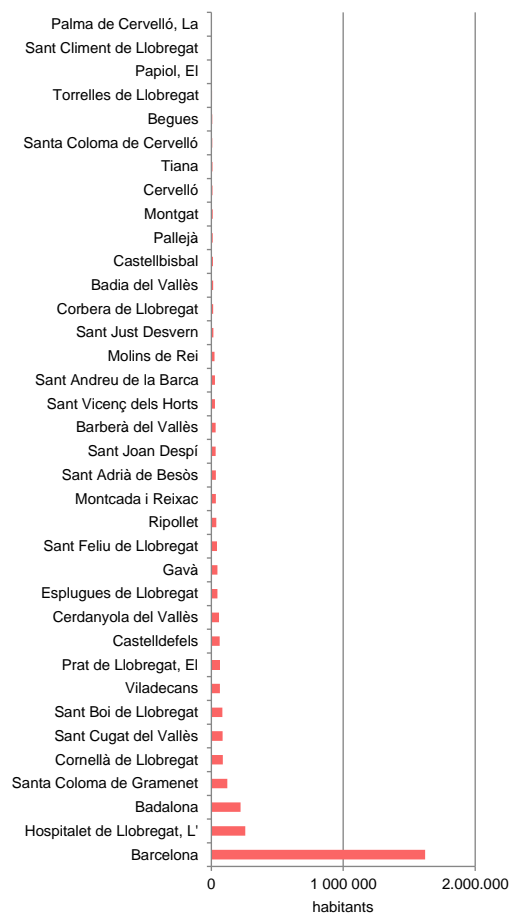 Palma de Cervelló, La
Sant Climent de Llobregat
Papiol, El
Torrelles de Llobregat
Begues
Santa Coloma de Cervelló
Tiana
Cervelló
Montgat
Pallejà
Castellbisbal
Badia del Vallès
Corbera de Llobregat
Sant Just Desvern
Molins de Rei
Sant Andreu de la Barca
Sant Vicenç dels Horts
Barberà del Vallès
Sant Joan Despí
Sant Adrià de Besòs
Montcada i Reixac
Ripollet
Sant Feliu de Llobregat
Gavà
Esplugues de Llobregat
Cerdanyola del Vallès
Castelldefels
Prat de Llobregat, El
Viladecans
Sant Boi de Llobregat
Sant Cugat del Vallès
Cornellà de Llobregat
Santa Coloma de Gramenet
Badalona
Hospitalet de Llobregat, L'
Barcelona
0 1 000 000 2.000.000
habitants